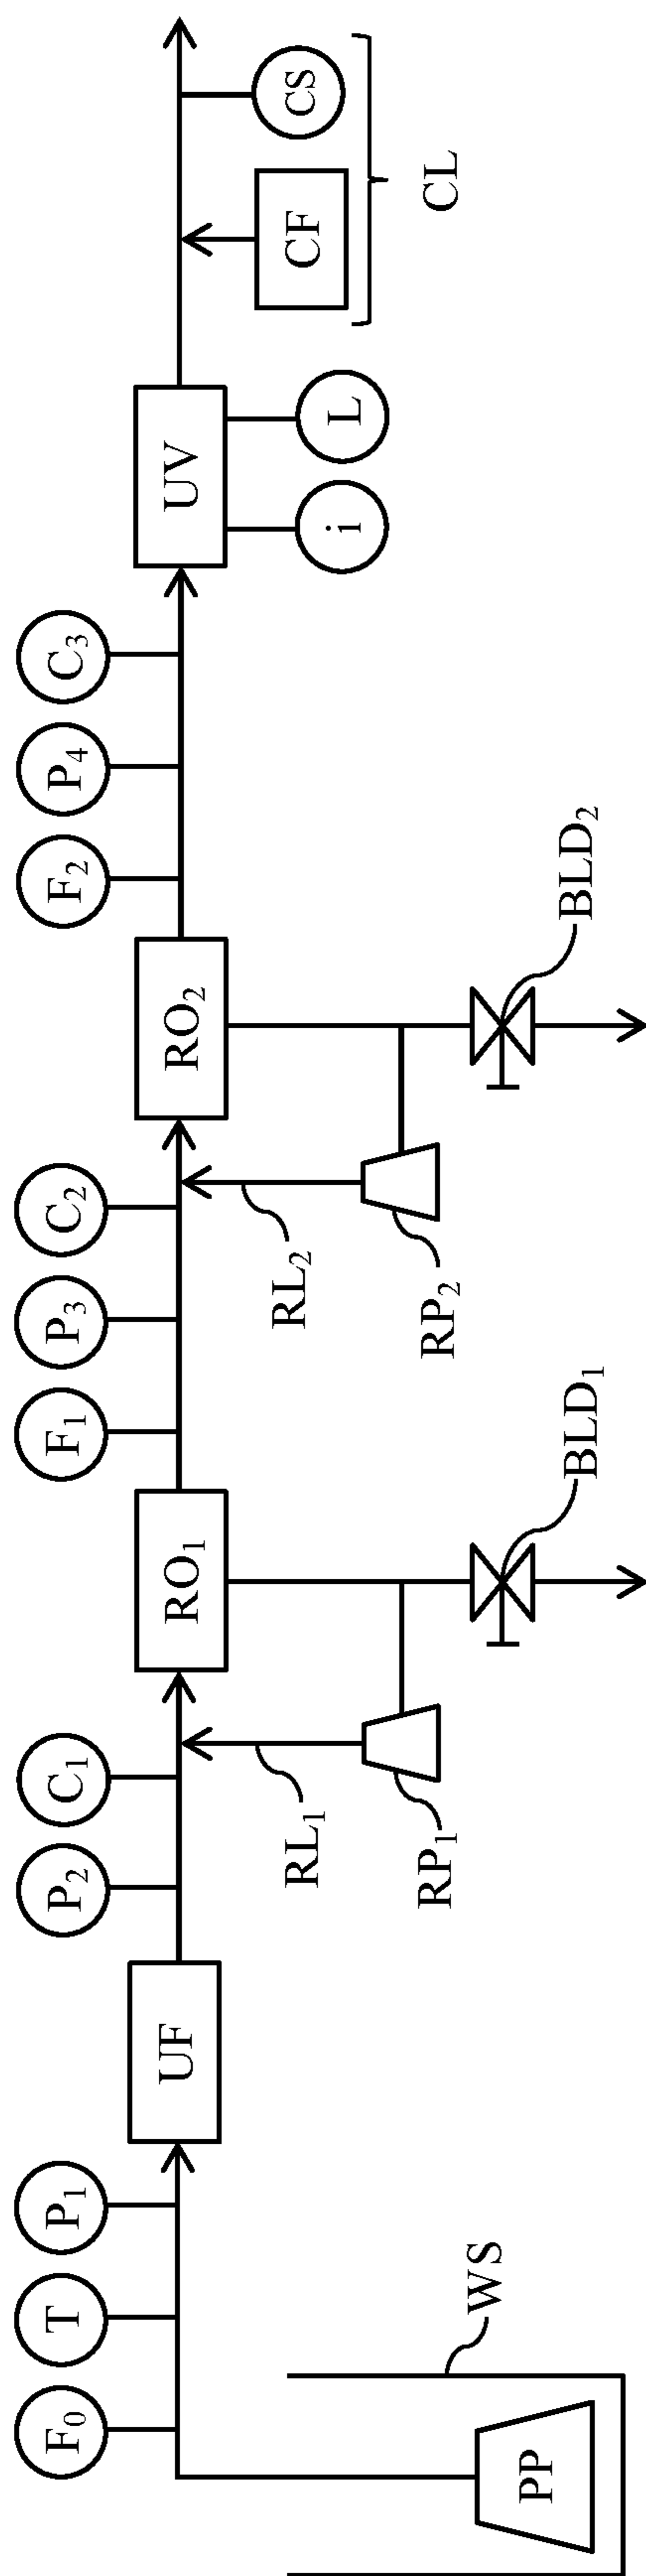 F₀
T
P₁
P₂
C₁
F₁
P₃
C₂
F₂
P₄
C₃
UF
RO₁
RO₂
UV
CF
CS
i
L
CL
RL₁
RL₂
RP₁
RP₂
BLD₁
BLD₂
WS
PP